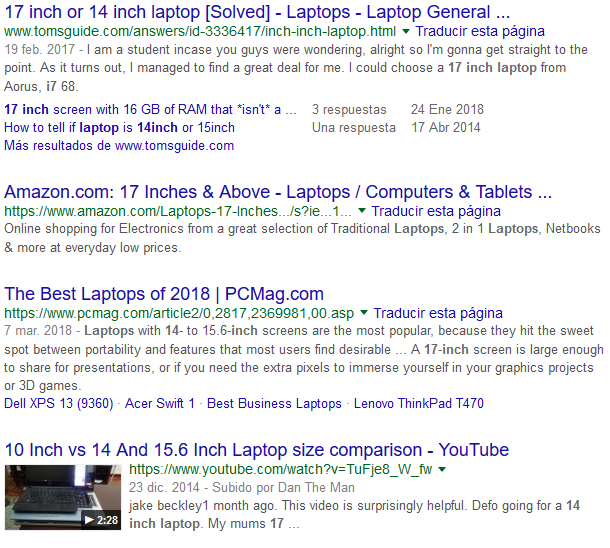 17 inch or 14 inch laptop [Solved] - Laptops - Laptop General ...
www.tomsguide.com/answers/id-3336417/inch-inch-laptop.html ▼ Traducir esta página
19 feb. 2017 - I am a student incase you guys were wondering, alright so I'm gonna get straight to the
point. As it turns out, I managed to find a great deal for me. I could choose a 17 inch laptop from
Aorus, i7 68.
17 inch screen with 16 GB of RAM that *isn't* a ... 3 respuestas 24 Ene 2018
How to tell if laptop is 14inch or 15inch Una respuesta 17 Abr 2014
Más resultados de www.tomsguide.com
Amazon.com: 17 Inches & Above - Laptops / Computers & Tablets ...
https://www.amazon.com/Laptops-17-Inches.../s?ie...1... ▼ Traducir esta página
Online shopping for Electronics from a great selection of Traditional Laptops, 2 in 1 Laptops, Netbooks
& more at everyday low prices.
The Best Laptops of 2018 | PCMag.com
https://www.pcmag.com/article2/0,2817,2369981,00.asp ▼ Traducir esta página
7 mar. 2018 - Laptops with 14- to 15.6-inch screens are the most popular, because they hit the sweet
spot between portability and features that most users find desirable ... A 17-inch screen is large enough
to share for presentations, or if you need the extra pixels to immerse yourself in your graphics projects
or 3D games.
Dell XPS 13 (9360) · Acer Swift 1 · Best Business Laptops · Lenovo ThinkPad T470
10 Inch vs 14 And 15.6 Inch Laptop size comparison - YouTube
https://www.youtube.com/watch?v=TuFje8_W_fw ▼
23 dic. 2014 - Subido por Dan The Man
jake beckley1 month ago. This video is surprisingly helpful. Defo going for a 14
inch laptop. My mums 17 ...
▶ 2:28